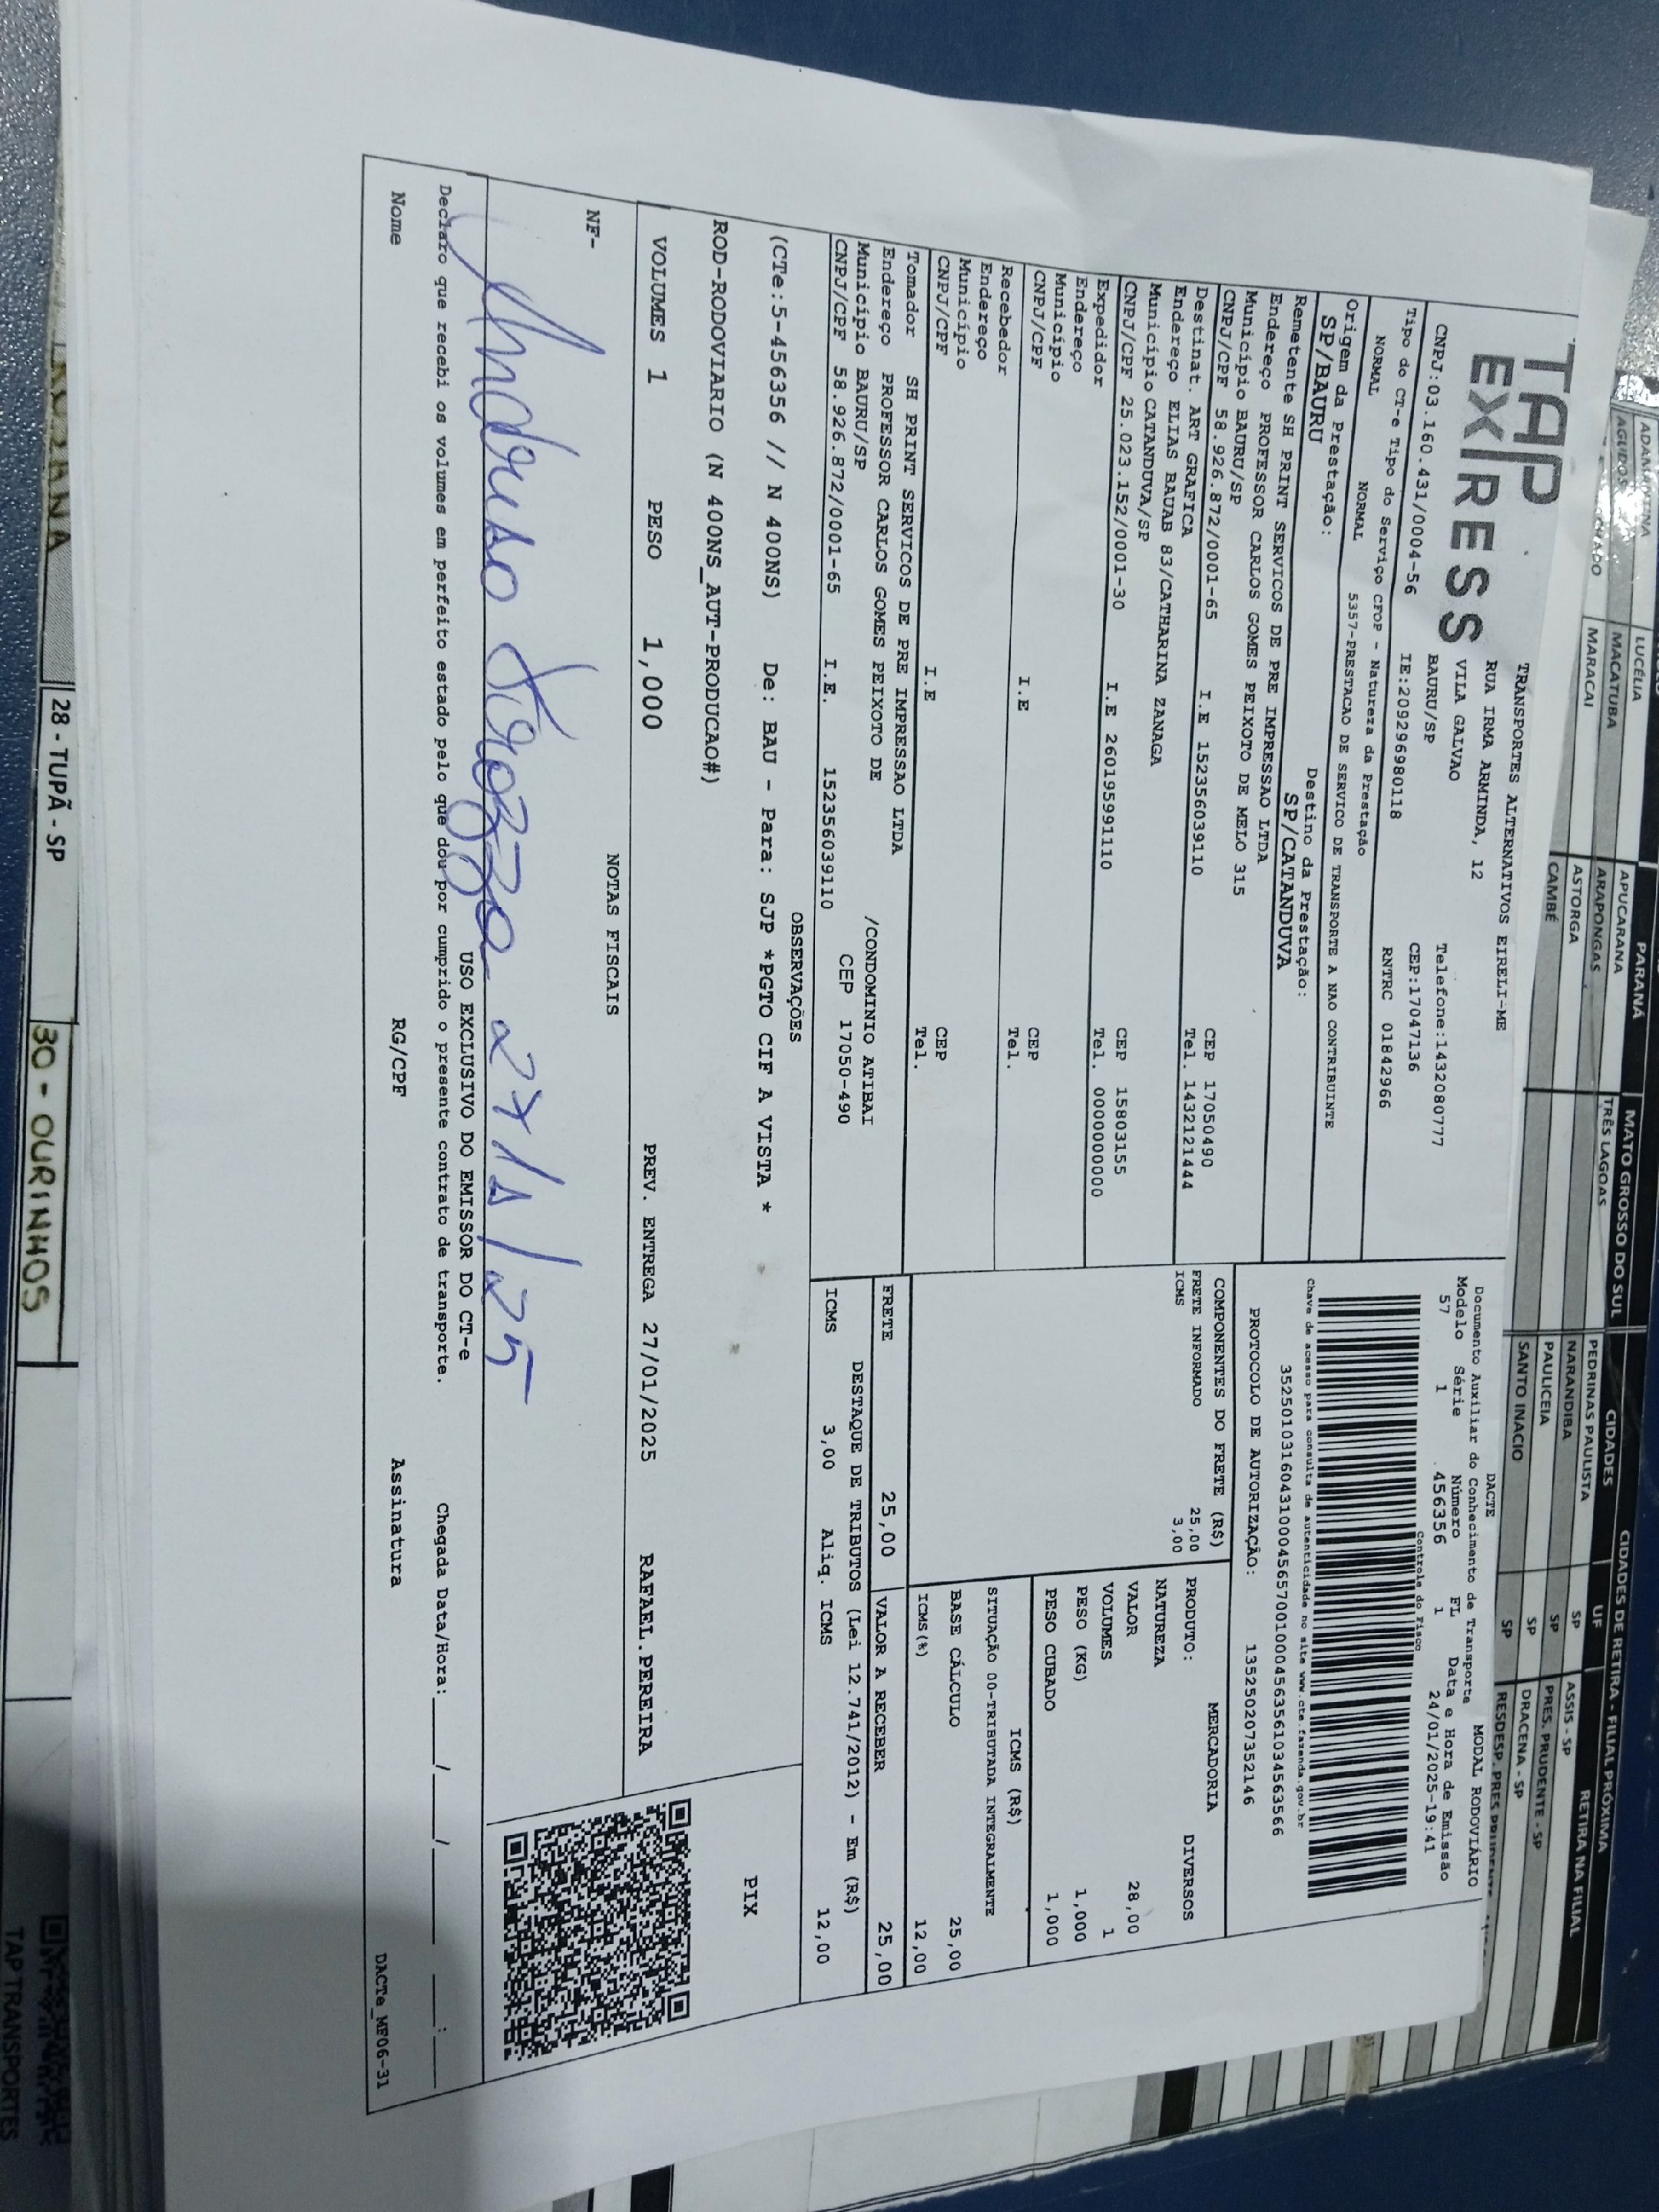 TAP
EXPRESS
TRANSPORTES ALTERNATIVOS EIRELI-ME
RUA IRMA ARMINDA, 12
VILA GALVAO
BAURU/SP
Telefone:1432080777
CEP:17047136
CNPJ:03.160.431/0004-56 IE:209296980118 RNTRC 01842966
Tipo do CT-e Tipo do Serviço CFOP - Natureza da Prestação
NORMAL NORMAL 5357-PRESTACAO DE SERVICO DE TRANSPORTE A NAO CONTRIBUINTE
Origem da Prestação: Destino da Prestação:
SP/BAURU SP/CATANDUVA
DACTE MODAL RODOVIÁRIO
Documento Auxiliar do Conhecimento de Transporte
Modelo Série Número FL Data e Hora de Emissão
57 1 456356 1 24/01/2025-19:41
Controle do Fisco
Chave de acesso para consulta de autenticidade no site www.cte.fazenda.gov.br
35250103160431000456570010004563561034563566
PROTOCOLO DE AUTORIZAÇÃO: 135250207352146
Remetente SH PRINT SERVICOS DE PRE IMPRESSAO LTDA
Endereço PROFESSOR CARLOS GOMES PEIXOTO DE MELO 315
Município BAURU/SP CEP 17050490
CNPJ/CPF 58.926.872/0001-65 I.E 152356039110 Tel. 1432121444
Destinat. ART GRAFICA
Endereço ELIAS BAUAB 83/CATHARINA ZANAGA
Município CATANDUVA/SP CEP 15803155
CNPJ/CPF 25.023.152/0001-30 I.E 260195991110 Tel. 0000000000
Expedidor
Endereço
Município CEP
CNPJ/CPF I.E Tel.
Recebedor
Endereço
Município CEP
CNPJ/CPF I.E Tel.
Tomador SH PRINT SERVICOS DE PRE IMPRESSAO LTDA
Endereço PROFESSOR CARLOS GOMES PEIXOTO DE /CONDOMINIO ATIBAI
Município BAURU/SP CEP 17050-490
CNPJ/CPF 58.926.872/0001-65 I.E. 152356039110
COMPONENTES DO FRETE (R$)
FRETE INFORMADO 25,00
ICMS 3,00
MERCADORIA
PRODUTO: DIVERSOS
NATUREZA
VALOR 28,00
VOLUMES 1
PESO (KG) 1,000
PESO CUBADO 1,000
ICMS (R$)
SITUAÇÃO 00-TRIBUTADA INTEGRALMENTE
BASE CÁLCULO 25,00
ICMS(%) 12,00
FRETE 25,00 VALOR A RECEBER 25,00
DESTAQUE DE TRIBUTOS (Lei 12.741/2012) - Em (R$)
ICMS 3,00 Aliq. ICMS 12,00
OBSERVAÇÕES
(CTe:5-456356 // N 400NS) De: BAU - Para: SJP *PGTO CIF A VISTA *
ROD-RODOVIARIO (N 400NS_AUT-PRODUCAO#)
PIX
VOLUMES 1 PESO 1,000 PREV. ENTREGA 27/01/2025 RAFAEL.PEREIRA
NOTAS FISCAIS
NF-
27/1/25
USO EXCLUSIVO DO EMISSOR DO CT-e
Declaro que recebi os volumes em perfeito estado pelo que dou por cumprido o presente contrato de transporte. Chegada Data/Hora:____/____/______ ____:____
Nome RG/CPF Assinatura
DACTe_MF06-31
LUCÉLIA
MACATUBA
MARACAI
PARANÁ
APUCARANA
ARAPONGAS
ASTORGA
CAMBÉ
MATO GROSSO DO SUL
TRÊS LAGOAS
CIDADES DE RETIRA - FILIAL PRÓXIMA
CIDADES UF RETIRA NA FILIAL
PEDRINAS PAULISTA SP ASSIS - SP
NARANDIBA SP PRES. PRUDENTE - SP
PAULICEIA SP DRACENA - SP
SANTO INACIO SP
28 - TUPÃ - SP
30 - OURINHOS
TAP TRANSPORTES